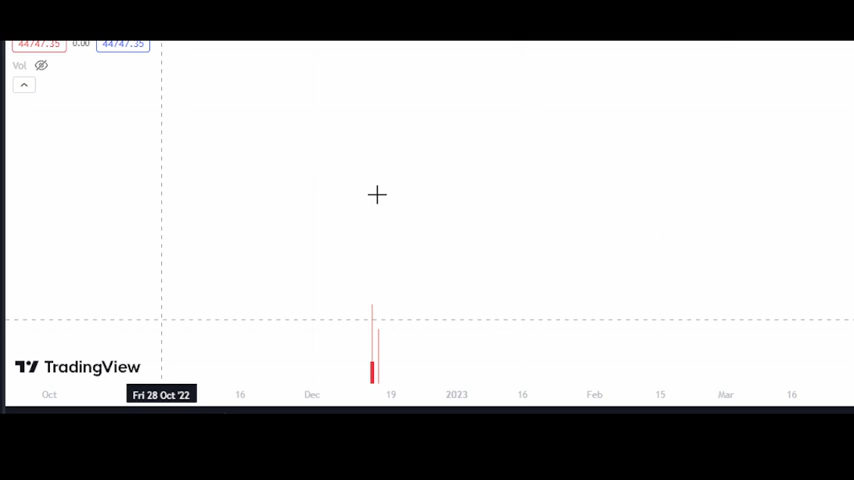 44747.35 0.00 44747.35
Vol
TradingView
Oct Fri 28 Oct '22 16 Dec 19 2023 16 Feb 15 Mar 16